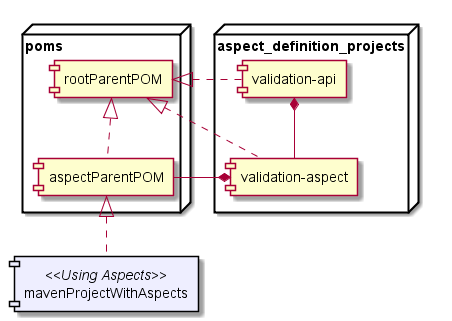 poms
aspect_definition_projects
rootParentPOM
validation-api
aspectParentPOM
validation-aspect
<<Using Aspects>>
mavenProjectWithAspects